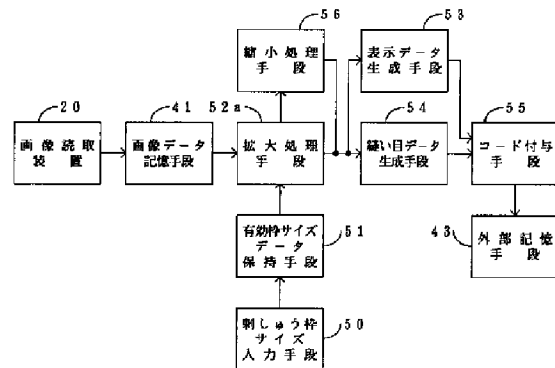 56
53
縮小処理
手 段
表示データ
生成手段
20
41
52a
54
55
画像読取
装 置
画像データ
記憶手段
拡大処理
手 段
縫い目データ
生成手段
コード付与
手 段
51
43
有効枠サイズ
データ
保持手段
外部記憶
手 段
50
刺しゅう枠
サイズ
入力手段